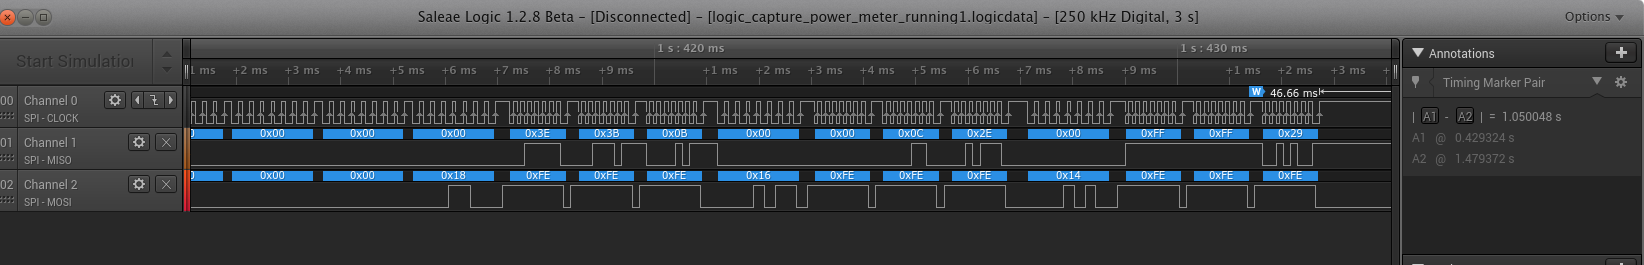 Saleae Logic 1.2.8 Beta – [Disconnected] – [logic_capture_power_meter_running1.logicdata] – [250 kHz Digital, 3 s]
Options
Start Simulation
1 s : 420 ms 1 s : 430 ms
ms +2 ms +3 ms +4 ms +5 ms +6 ms +7 ms +8 ms +9 ms +1 ms +2 ms +3 ms +4 ms +5 ms +6 ms +7 ms +8 ms +9 ms +1 ms +2 ms +3 ms
Annotations
Timing Marker Pair
W 46.66 ms
00 Channel 0
SPI - CLOCK
| A1 - A2 | = 1.050048 s
A1 @ 0.429324 s
A2 @ 1.479372 s
01 Channel 1
SPI - MISO
0x00 0x00 0x00 0x3E 0x3B 0x0B 0x00 0x00 0x0C 0x2E 0x00 0xFF 0xFF 0x29
02 Channel 2
SPI - MOSI
0x00 0x00 0x18 0xFE 0xFE 0xFE 0x16 0xFE 0xFE 0xFE 0x14 0xFE 0xFE 0xFE